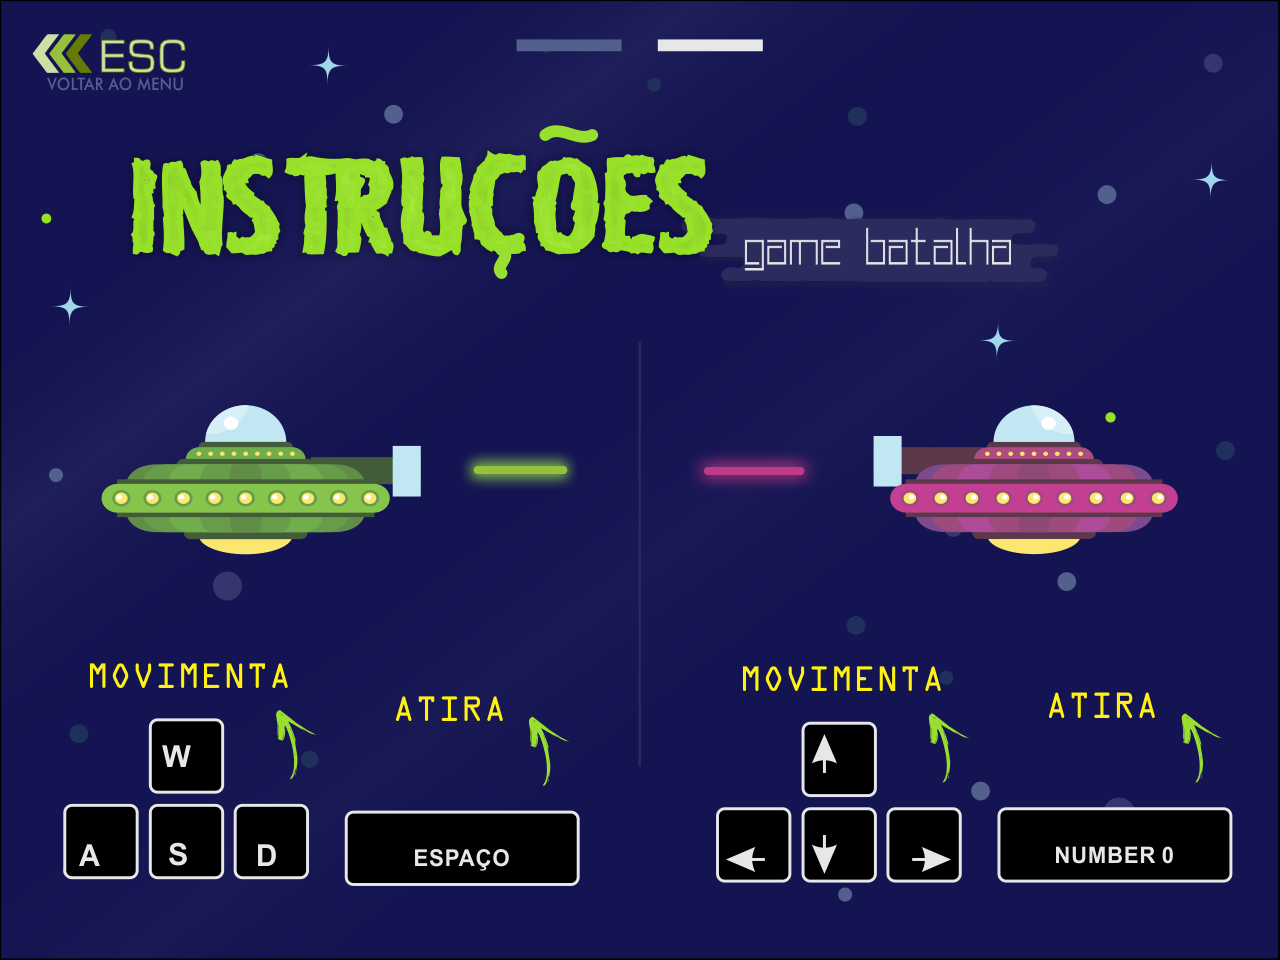 ESC
VOLTAR AO MENU
INSTRUÇÕES
game batalha
MOVIMENTA
ATIRA
W
A S D
ESPAÇO
MOVIMENTA
ATIRA
NUMBER 0